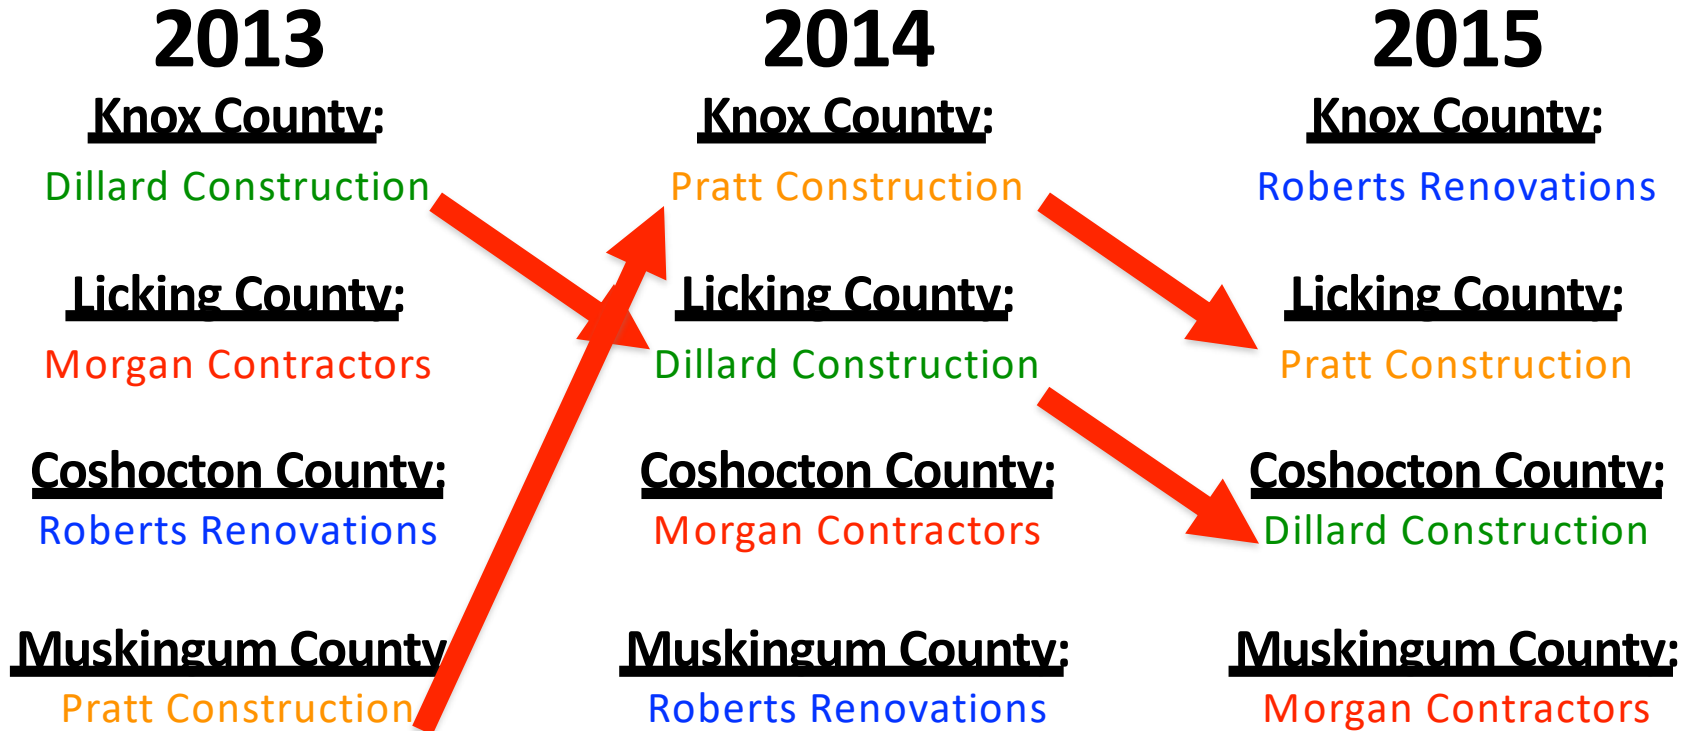 2013 2014 2015
Knox County: Knox County: Knox County:
Dillard Construction Pratt Construction Roberts Renovations
Licking County: Licking County: Licking County:
Morgan Contractors Dillard Construction Pratt Construction
Coshocton County: Coshocton County: Coshocton County:
Roberts Renovations Morgan Contractors Dillard Construction
Muskingum County Muskingum County: Muskingum County:
Pratt Construction Roberts Renovations Morgan Contractors